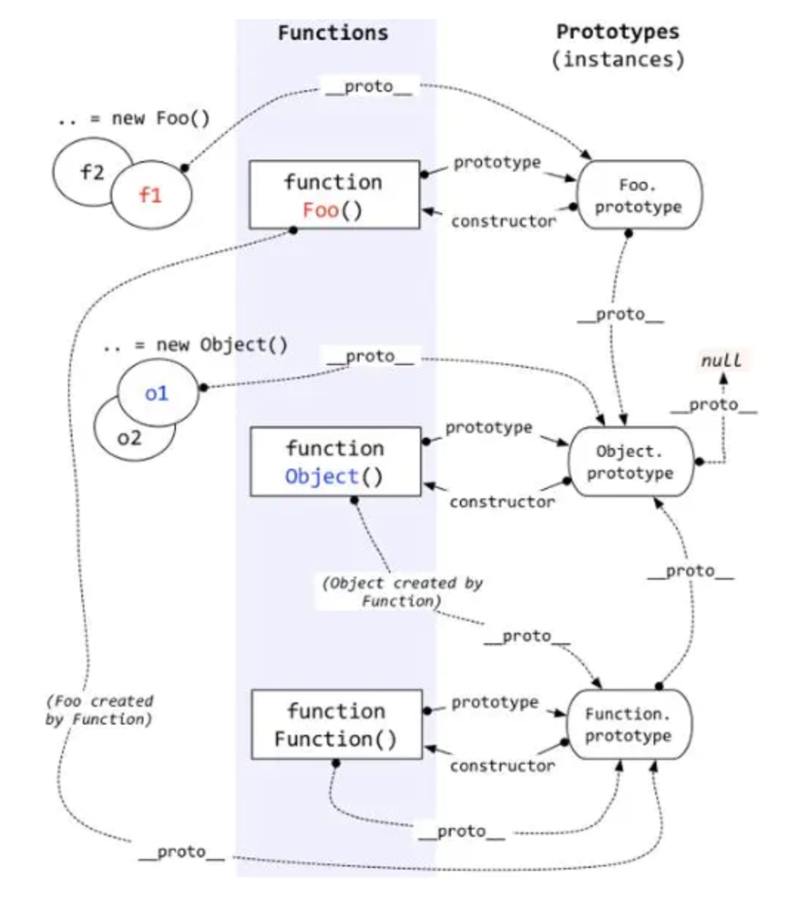 Functions
Prototypes
(instances)
__proto__
.. = new Foo()
f2
f1
function
Foo()
prototype
constructor
Foo.
prototype
__proto__
.. = new Object()
__proto__
null
__proto__
o1
o2
function
Object()
prototype
constructor
Object.
prototype
(Object created by
Function)
__proto__
__proto__
(Foo created
by Function)
function
Function()
prototype
constructor
Function.
prototype
__proto__
__proto__